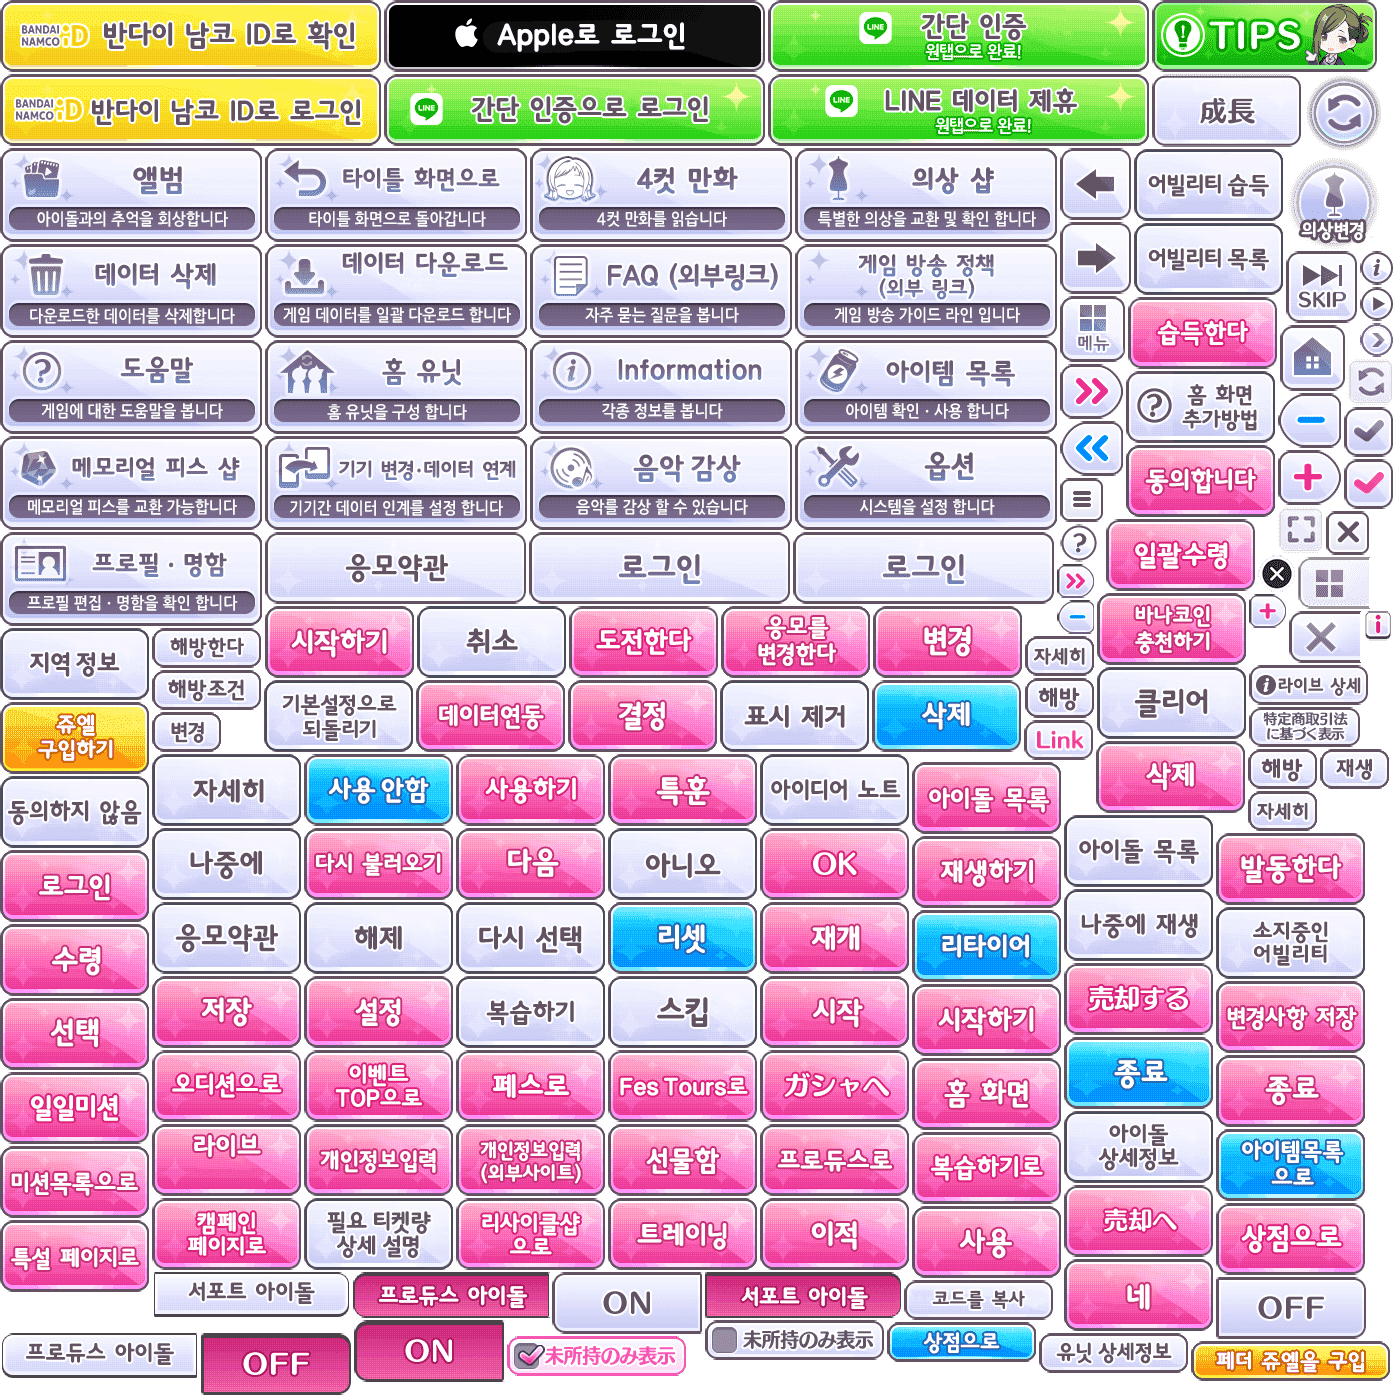 BANDAI NAMCO iD 반다이 남코 ID로 확인
Apple로 로그인
LINE 간단 인증
원탭으로 완료!
TIPS
BANDAI NAMCO iD 반다이 남코 ID로 로그인
LINE 간단 인증으로 로그인
LINE LINE 데이터 제휴
원탭으로 완료!
成長
앨범
아이돌과의 추억을 회상합니다
타이틀 화면으로
타이틀 화면으로 돌아갑니다
4컷 만화
4컷 만화를 읽습니다
의상 샵
특별한 의상을 교환 및 확인 합니다
어빌리티 습득
의상변경
데이터 삭제
다운로드한 데이터를 삭제합니다
데이터 다운로드
게임 데이터를 일괄 다운로드 합니다
FAQ (외부링크)
자주 묻는 질문을 봅니다
게임 방송 정책
(외부 링크)
게임 방송 가이드 라인 입니다
어빌리티 목록
SKIP
메뉴
습득한다
도움말
게임에 대한 도움말을 봅니다
홈 유닛
홈 유닛을 구성 합니다
Information
각종 정보를 봅니다
아이템 목록
아이템 확인 · 사용 합니다
홈 화면
추가방법
메모리얼 피스 샵
메모리얼 피스를 교환 가능합니다
기기 변경·데이터 연계
기기간 데이터 인계를 설정 합니다
음악 감상
음악를 감상 할 수 있습니다
옵션
시스템을 설정 합니다
동의합니다
프로필 · 명함
프로필 편집 · 명함을 확인 합니다
응모약관
로그인
로그인
일괄수령
지역 정보
해방한다
해방조건
변경
시작하기
취소
도전한다
응모를
변경한다
변경
자세히
바나코인
충천하기
쥬엘
구입하기
기본설정으로
되돌리기
데이터연동
결정
표시 제거
삭제
해방
Link
클리어
라이브 상세
特定商取引法
に基づく表示
동의하지 않음
자세히
사용 안함
사용하기
특훈
아이디어 노트
아이돌 목록
삭제
해방
재생
자세히
로그인
나중에
다시 불러오기
다음
아니오
OK
재생하기
아이돌 목록
발동한다
수령
응모약관
해제
다시 선택
리셋
재개
리타이어
나중에 재생
소지중인
어빌리티
선택
저장
설정
복습하기
스킵
시작
시작하기
売却する
변경사항 저장
일일미션
오디션으로
이벤트
TOP으로
페스로
Fes Tours로
ガシャへ
홈 화면
종료
종료
미션목록으로
라이브
개인정보입력
개인정보입력
(외부사이트)
선물함
프로듀스로
복습하기로
아이돌
상세정보
아이템목록
으로
특설 페이지로
캠페인
페이지로
필요 티켓량
상세 설명
리사이클샵
으로
트레이닝
이적
사용
売却へ
상점으로
서포트 아이돌
프로듀스 아이돌
ON
서포트 아이돌
코드를 복사
네
OFF
프로듀스 아이돌
OFF
ON
未所持のみ表示
未所持のみ表示
상점으로
유닛 상세정보
페더 쥬엘을 구입